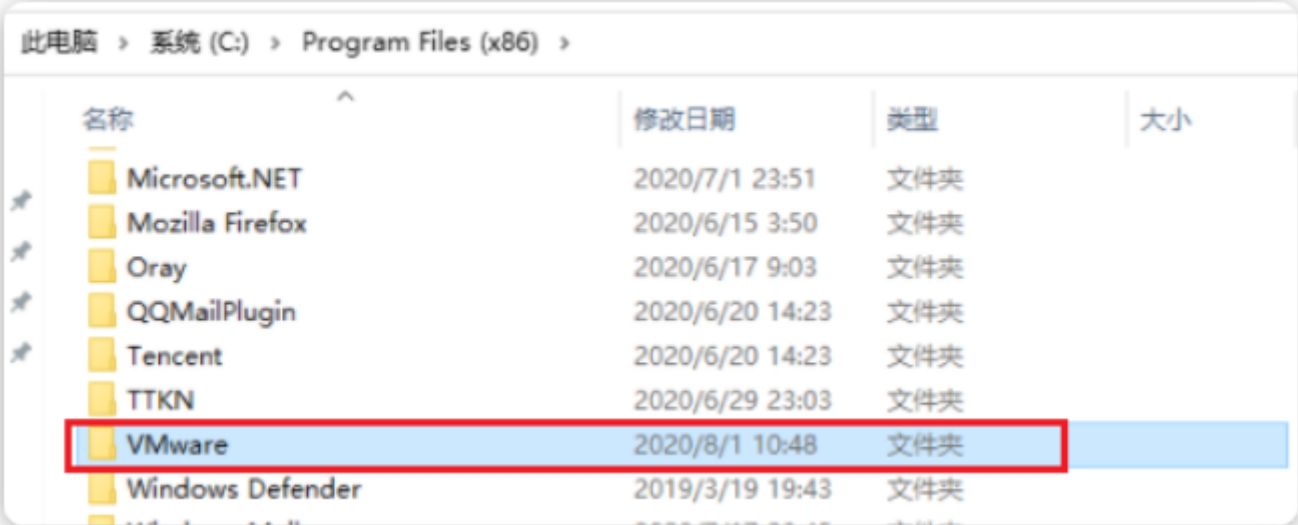 此电脑 › 系统 (C:) › Program Files (x86) ›
名称 修改日期 类型 大小
Microsoft.NET 2020/7/1 23:51 文件夹
Mozilla Firefox 2020/6/15 3:50 文件夹
Oray 2020/6/17 9:03 文件夹
QQMailPlugin 2020/6/20 14:23 文件夹
Tencent 2020/6/20 14:23 文件夹
TTKN 2020/6/29 23:03 文件夹
VMware 2020/8/1 10:48 文件夹
Windows Defender 2019/3/19 19:43 文件夹